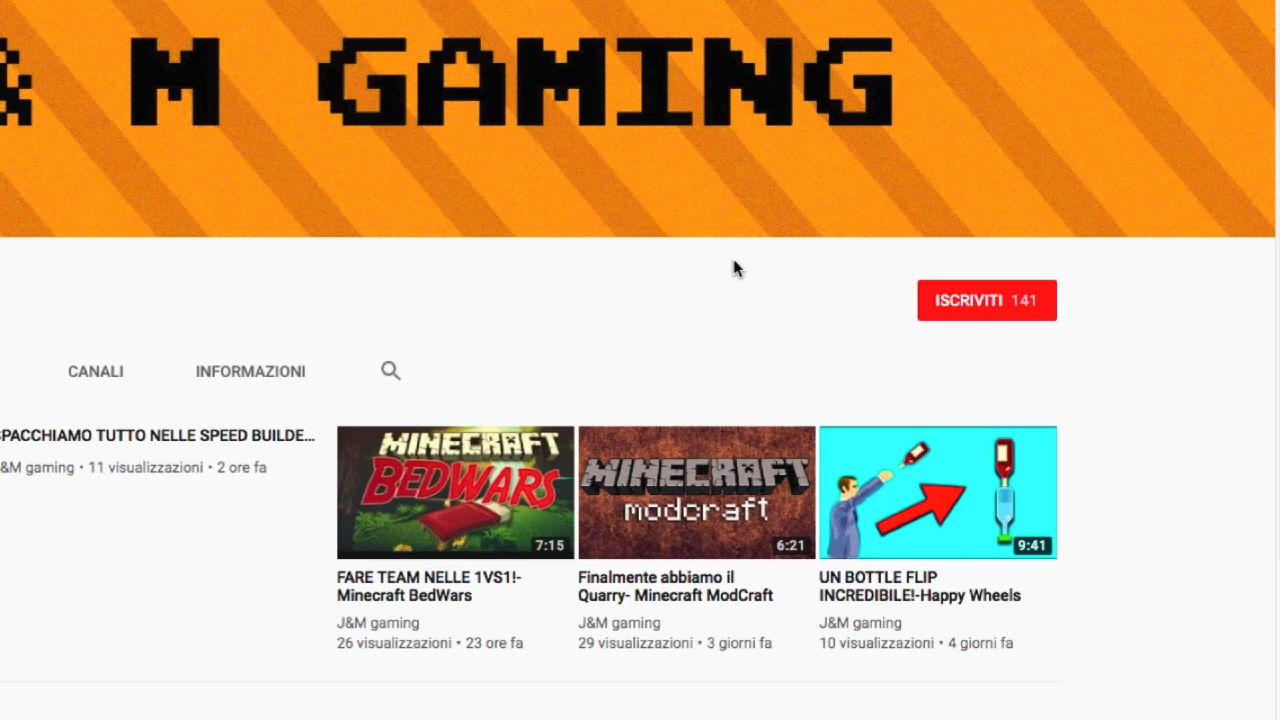 & M GAMING
ISCRIVITI 141
CANALI INFORMAZIONI
SPACCHIAMO TUTTO NELLE SPEED BUILDE...
&M gaming • 11 visualizzazioni • 2 ore fa
MINECRAFT
BEDWARS
7:15
MINECRAFT
modcraft
6:21
9:41
FARE TEAM NELLE 1VS1!-
Minecraft BedWars
J&M gaming
26 visualizzazioni • 23 ore fa
Finalmente abbiamo il
Quarry- Minecraft ModCraft
J&M gaming
29 visualizzazioni • 3 giorni fa
UN BOTTLE FLIP
INCREDIBILE!-Happy Wheels
J&M gaming
10 visualizzazioni • 4 giorni fa